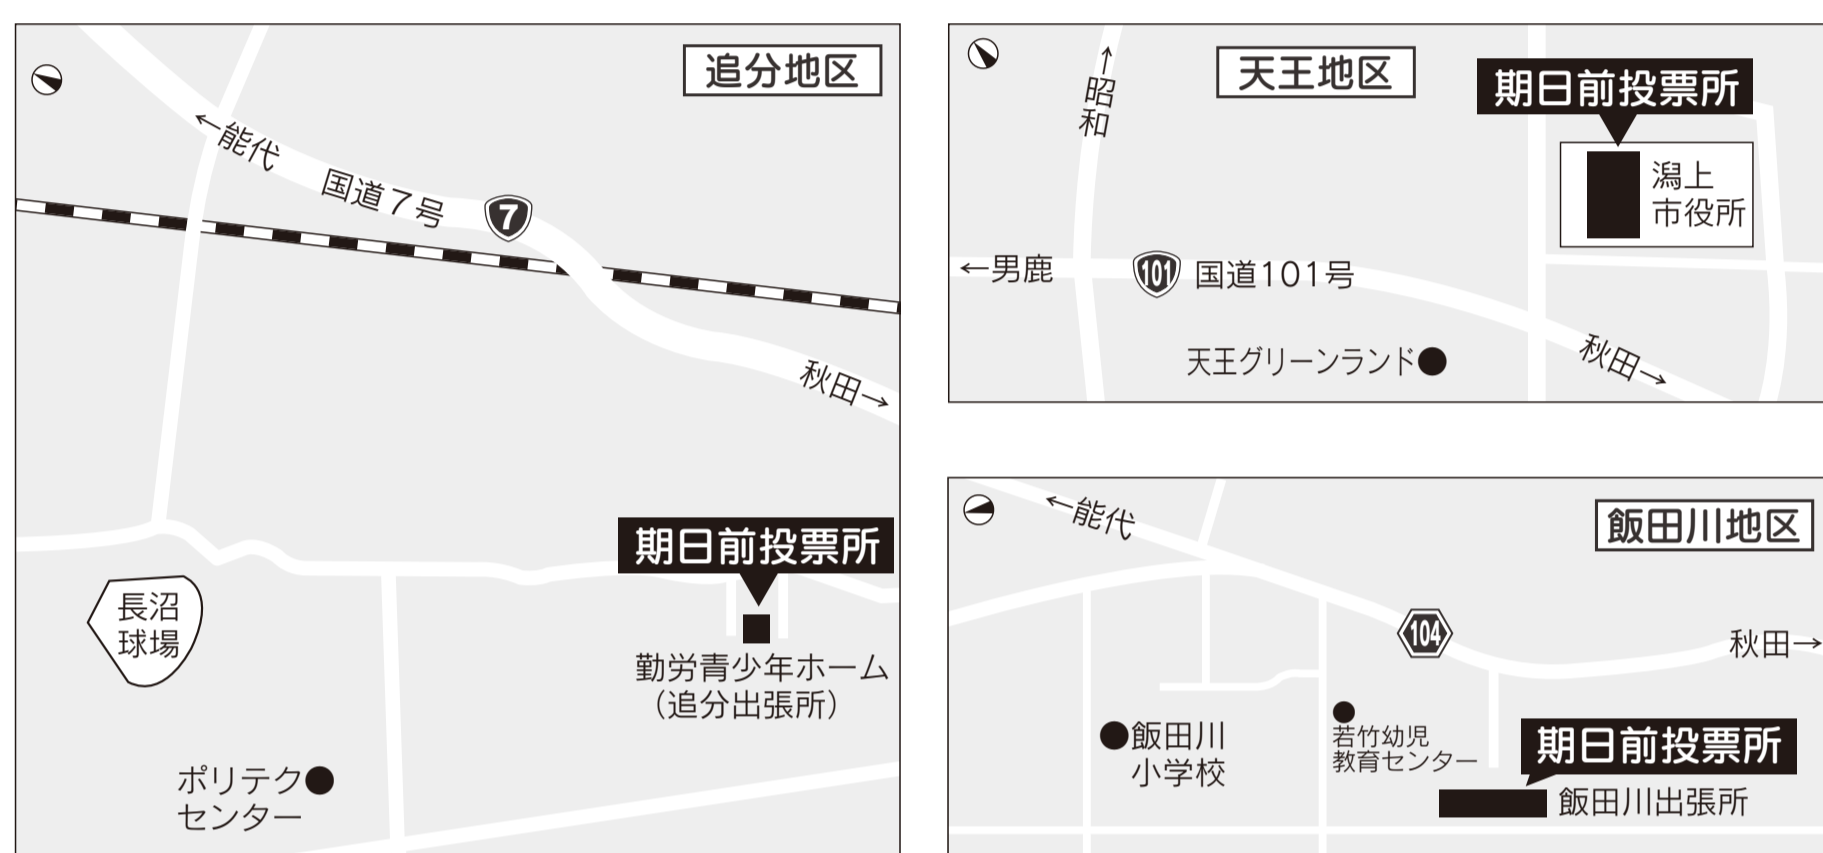 追分地区
←能代
国道7号
7
秋田→
期日前投票所
長沼
球場
勤労青少年ホーム
（追分出張所）
ポリテク
センター
天王地区
←昭和
期日前投票所
潟上
市役所
←男鹿
101
国道101号
天王グリーンランド
秋田→
飯田川地区
←能代
104
秋田→
飯田川
小学校
若竹幼児
教育センター
期日前投票所
飯田川出張所